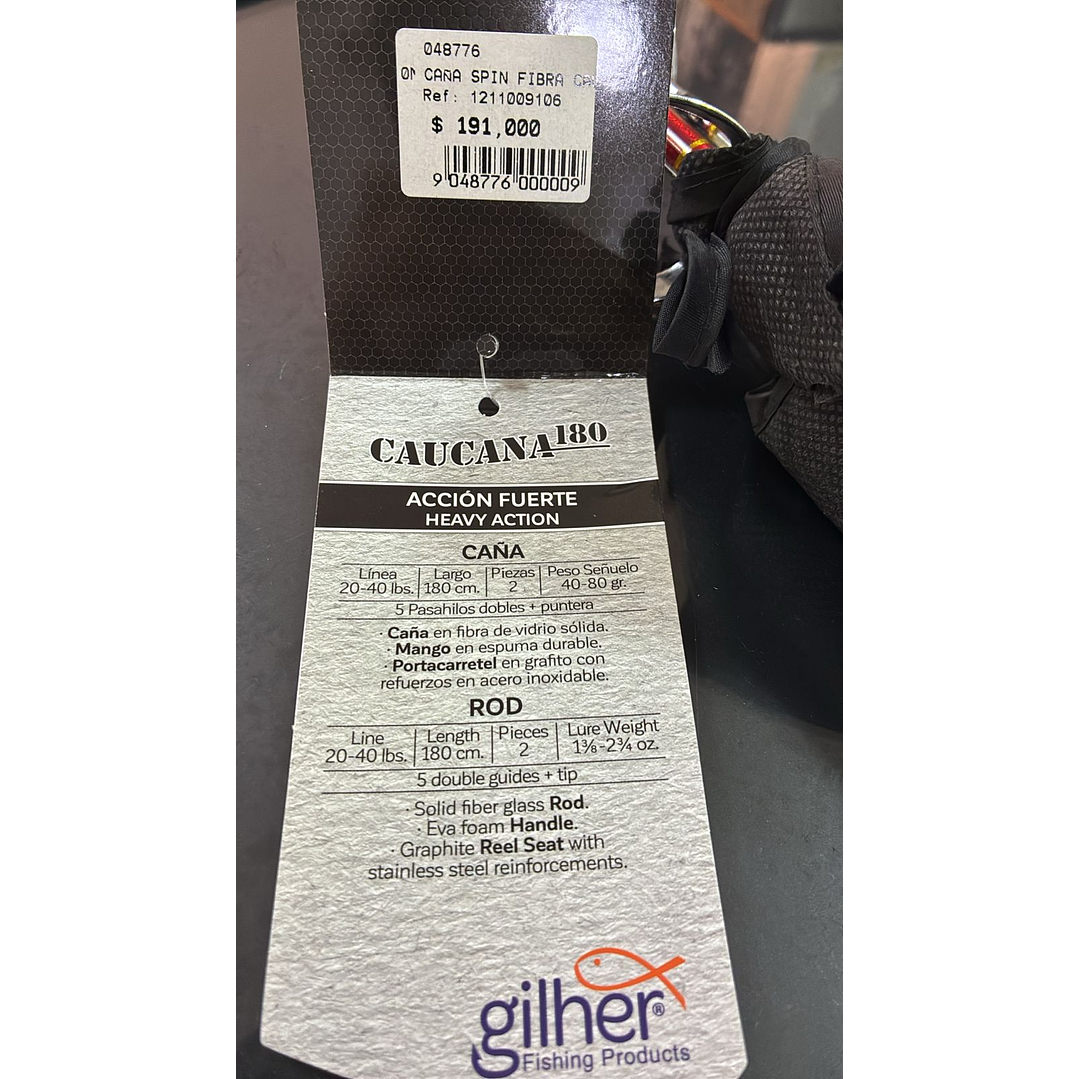 048776
CAÑA SPIN FIBRA
Ref: 1211009106
$ 191,000
9 048776 000009
CAUCANA 180
ACCIÓN FUERTE
HEAVY ACTION
CAÑA
Línea Largo Piezas Peso Señuelo
20-40 lbs. 180 cm. 2 40-80 gr.
5 Pasahilos dobles + puntera
· Caña en fibra de vidrio sólida.
· Mango en espuma durable.
· Portacarretel en grafito con
refuerzos en acero inoxidable.
ROD
Line Length Pieces Lure Weight
20-40 lbs. 180 cm. 2 1⅜-2¾ oz.
5 double guides + tip
· Solid fiber glass Rod.
· Eva foam Handle.
· Graphite Reel Seat with
stainless steel reinforcements.
gilher®
Fishing Products